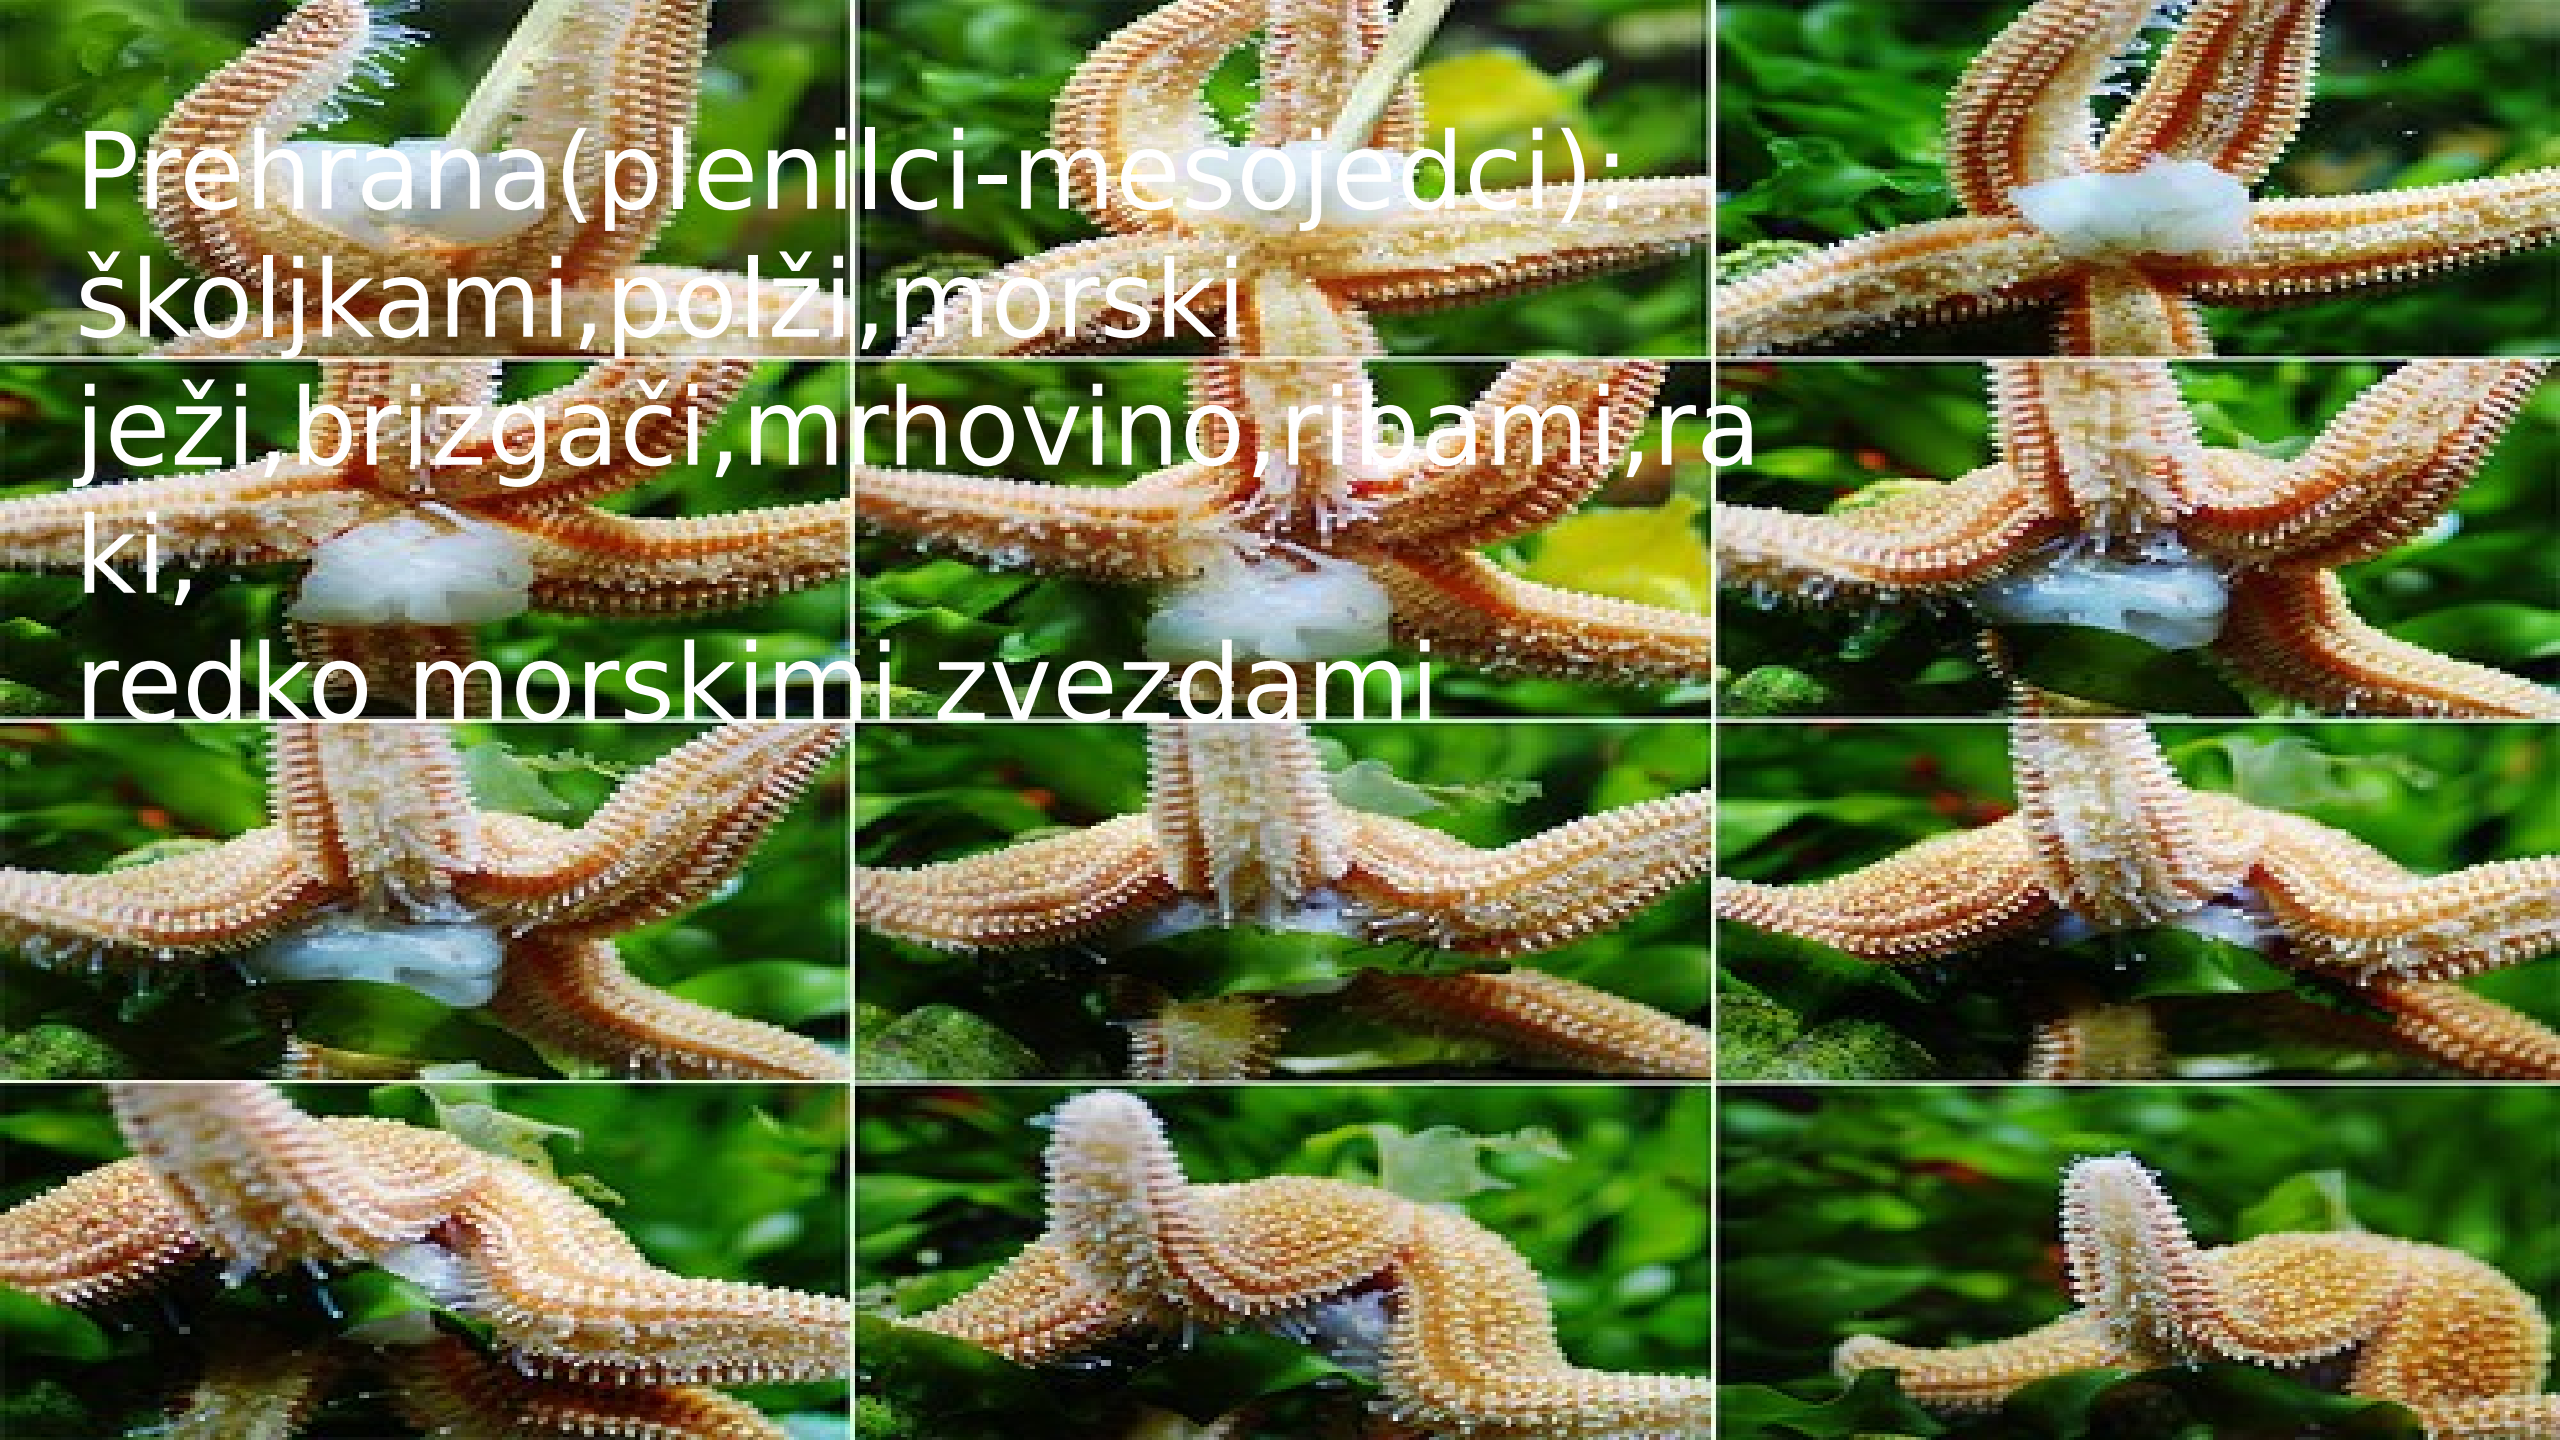 Prehrana(plenilci-mesojedci):
školjkami,polži,morski
ježi,brizgači,mrhovino,ribami,ra
ki,
redko morskimi zvezdami